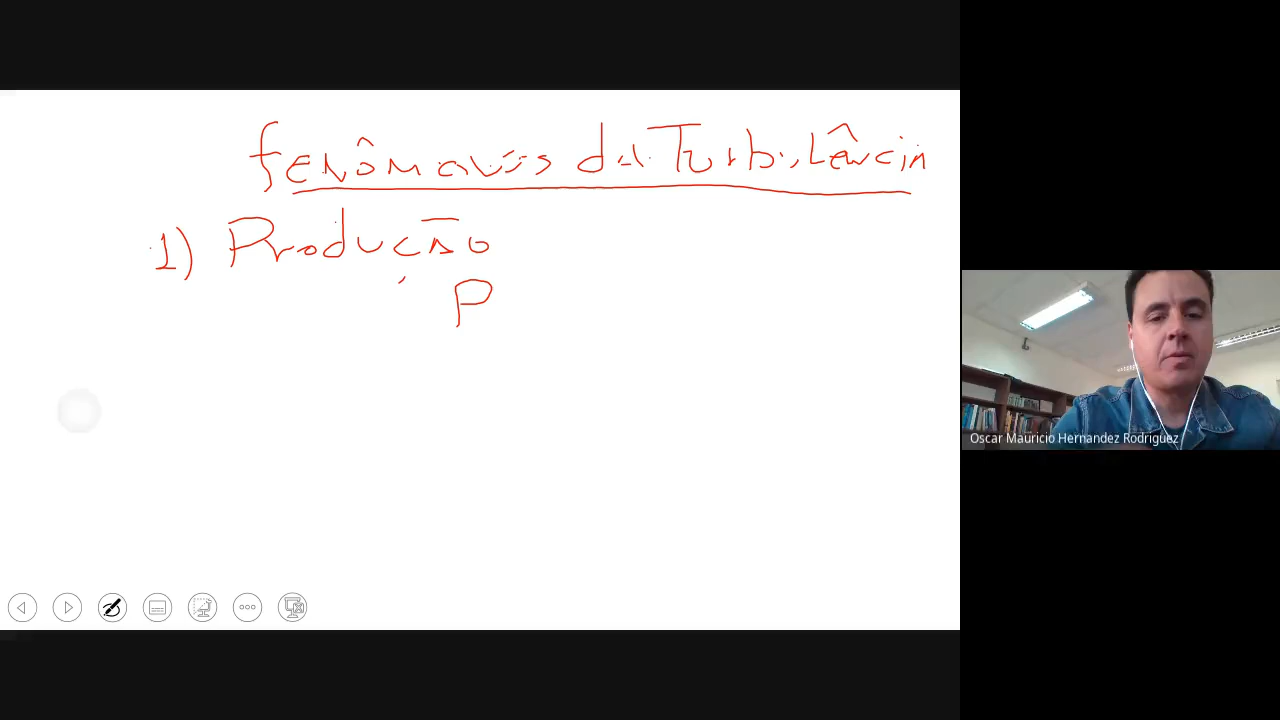 fenômenos da Turbulência
1) Produção
P
Oscar Mauricio Hernandez Rodriguez